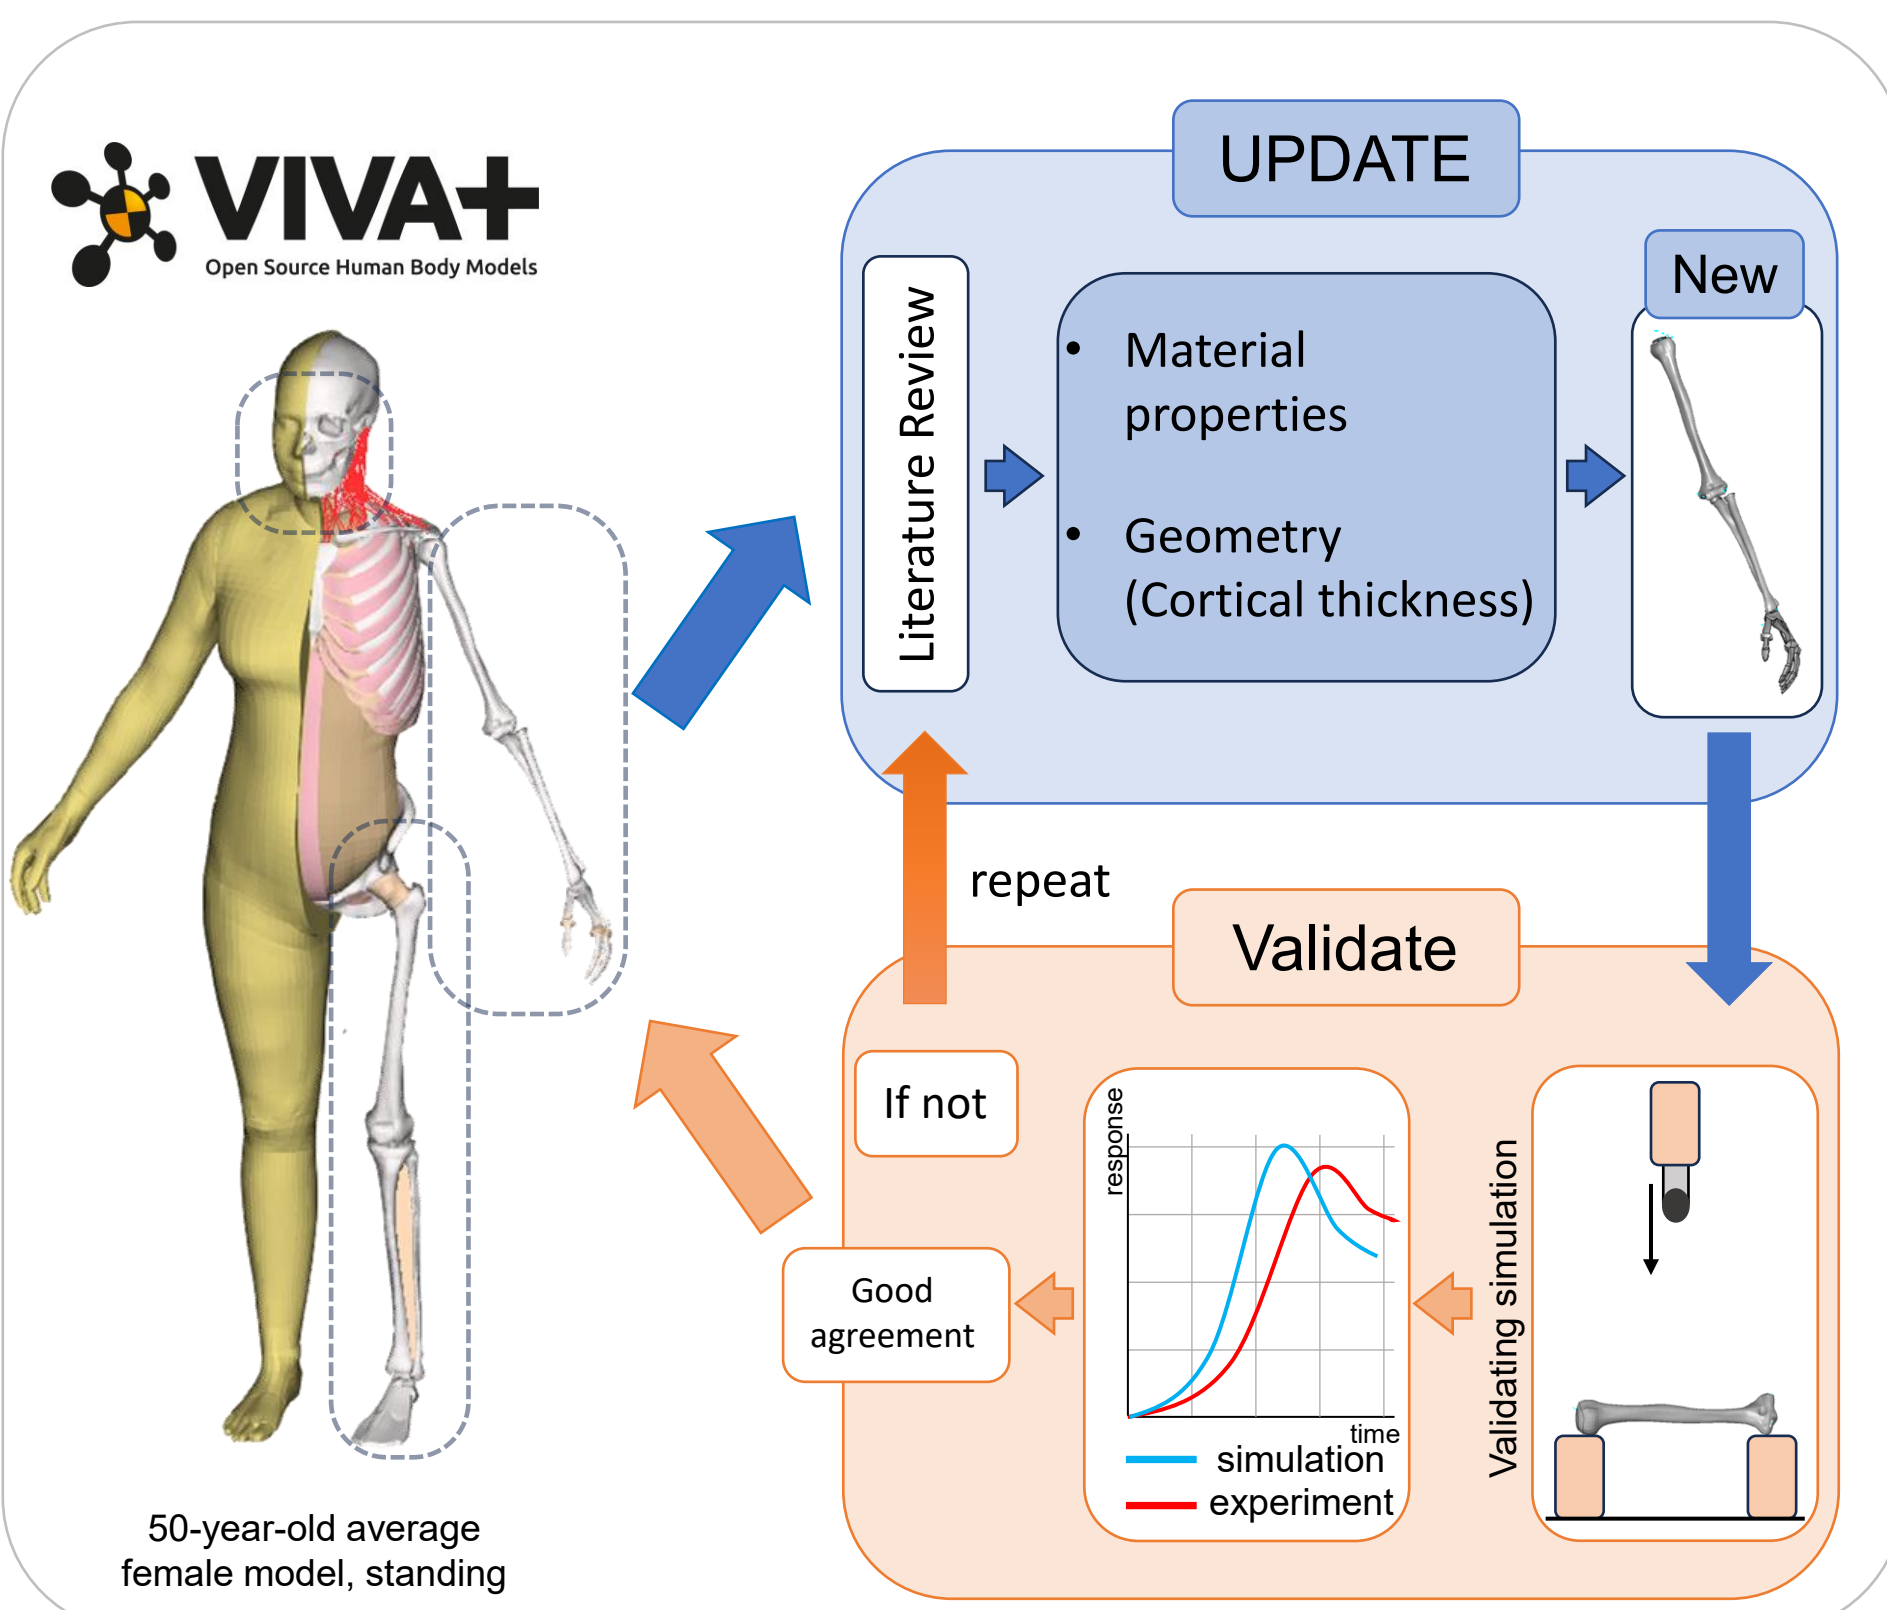 VIVA+
Open Source Human Body Models
50-year-old average
female model, standing
UPDATE
Literature Review
• Material
properties
• Geometry
(Cortical thickness)
New
repeat
Validate
If not
Good
agreement
response
time
simulation
experiment
Validating simulation